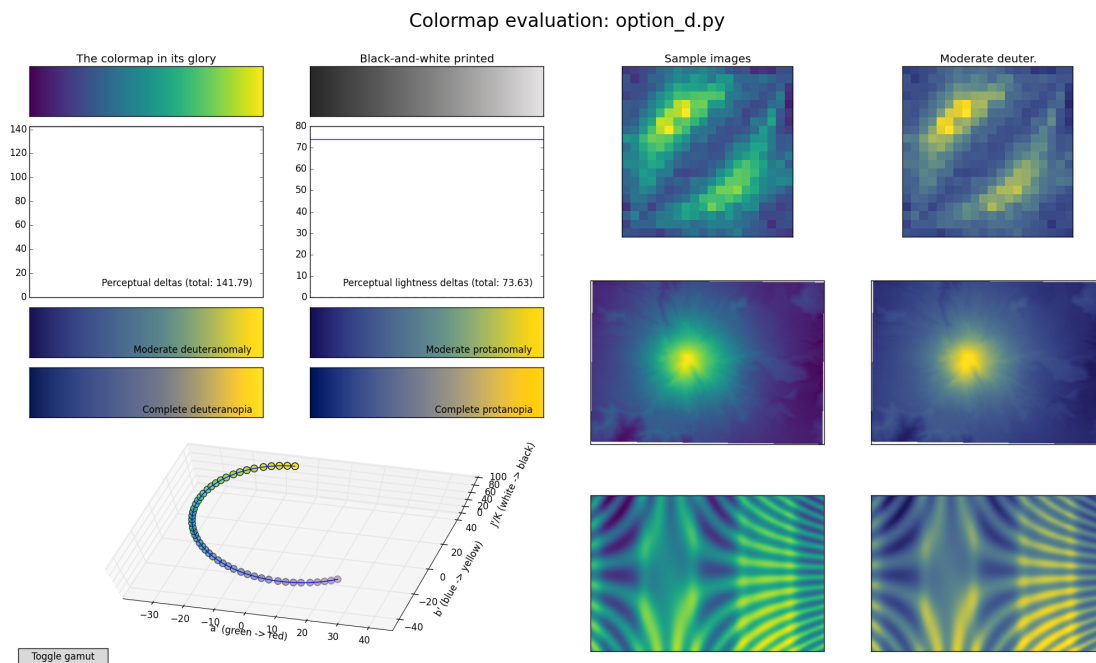 Colormap evaluation: option_d.py
The colormap in its glory
Black-and-white printed
Sample images
Moderate deuter.
140
120
100
80
60
40
20
0
Perceptual deltas (total: 141.79)
80
70
60
50
40
30
20
10
0
Perceptual lightness deltas (total: 73.63)
Moderate deuteranomaly
Moderate protanomaly
Complete deuteranopia
Complete protanopia
100
80
60
40
20
0
J'/K (white -> black)
40
20
0
−20
−40
b' (blue -> yellow)
−30
−20
−10
0
10
20
30
40
a' (green -> red)
Toggle gamut